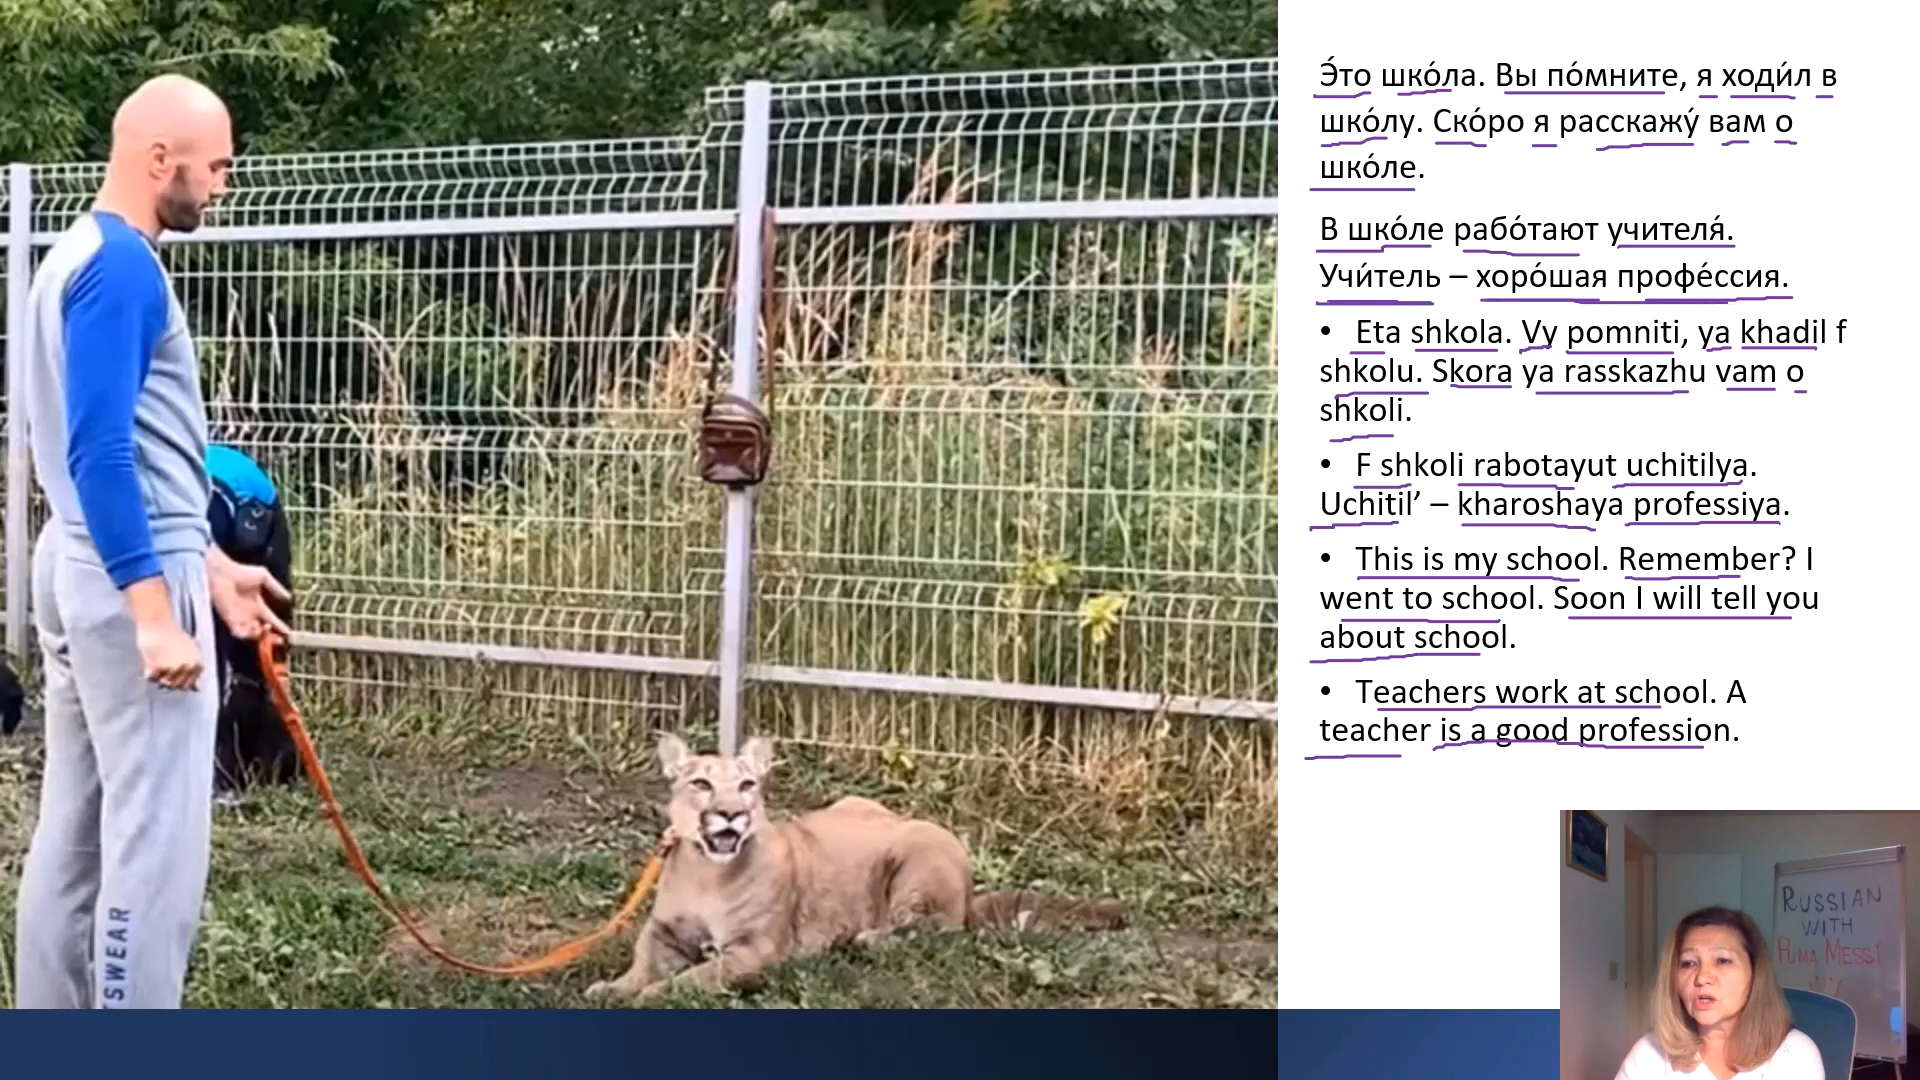 Э́то шко́ла. Вы по́мните, я ходи́л в
шко́лу. Ско́ро я расскажу́ вам о
шко́ле.
В шко́ле рабо́тают учителя́.
Учи́тель – хоро́шая профе́ссия.
• Eta shkola. Vy pomniti, ya khadil f
shkolu. Skora ya rasskazhu vam o
shkoli.
• F shkoli rabotayut uchitilya.
Uchitil’ – kharoshaya professiya.
• This is my school. Remember? I
went to school. Soon I will tell you
about school.
• Teachers work at school. A
teacher is a good profession.
RUSSIAN
WITH
PUMA MESSI
TSWEAR